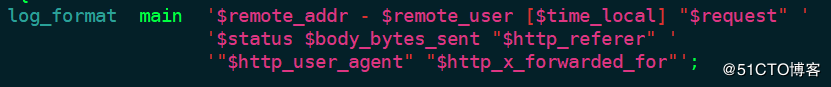 log_format  main  '$remote_addr - $remote_user [$time_local] "$request" '
                  '$status $body_bytes_sent "$http_referer" '
                  '"$http_user_agent" "$http_x_forwarded_for"';
@51CTO博客